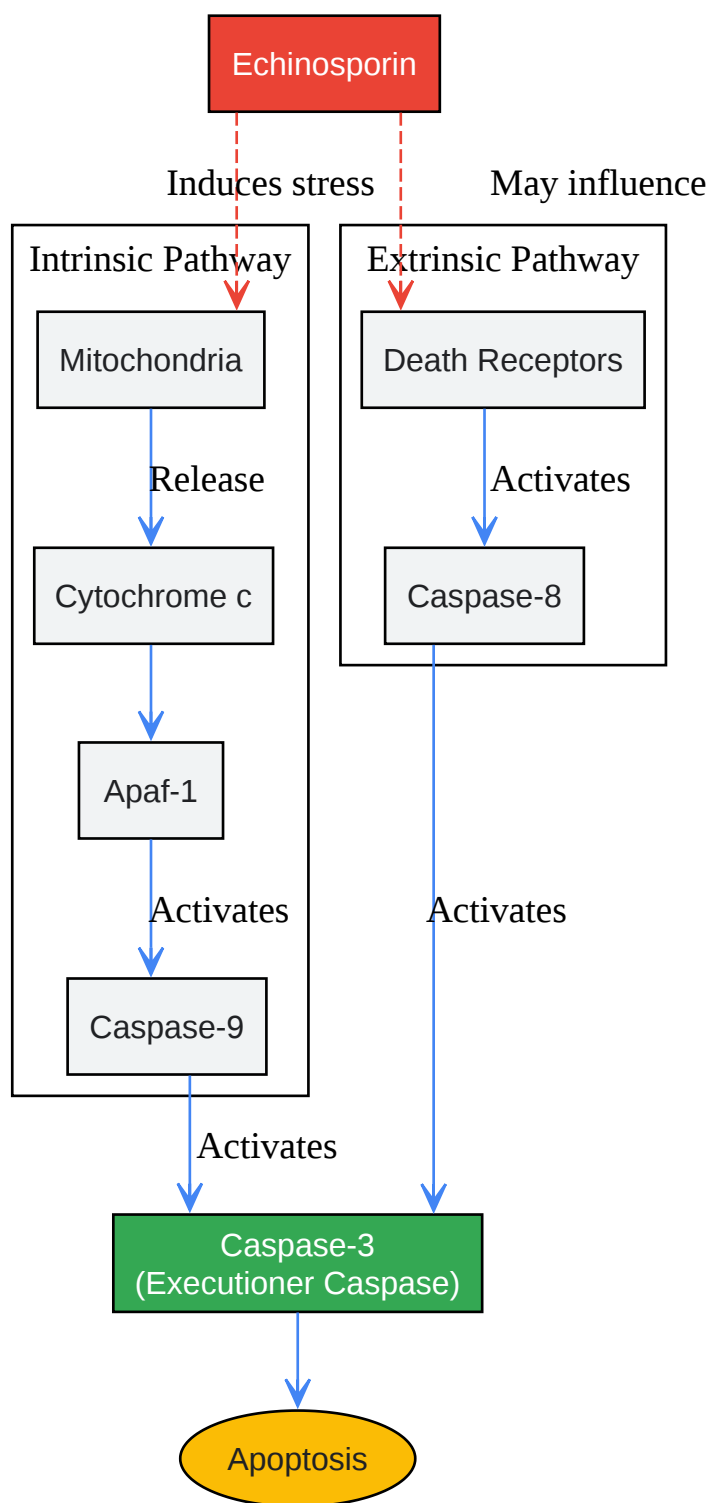 Echinosporin
Induces stress
May influence
Intrinsic Pathway
Extrinsic Pathway
Mitochondria
Death Receptors
Release
Activates
Cytochrome c
Caspase-8
Apaf-1
Activates
Activates
Caspase-9
Activates
Caspase-3
(Executioner Caspase)
Apoptosis